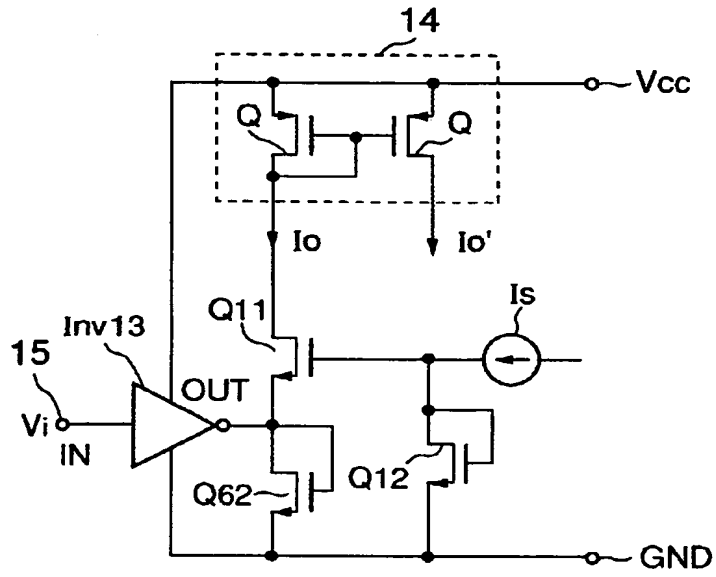 14
Vcc
Q
Q
Io
Io'
Q11
Is
Inv13
15
OUT
Vi
IN
Q62
Q12
GND